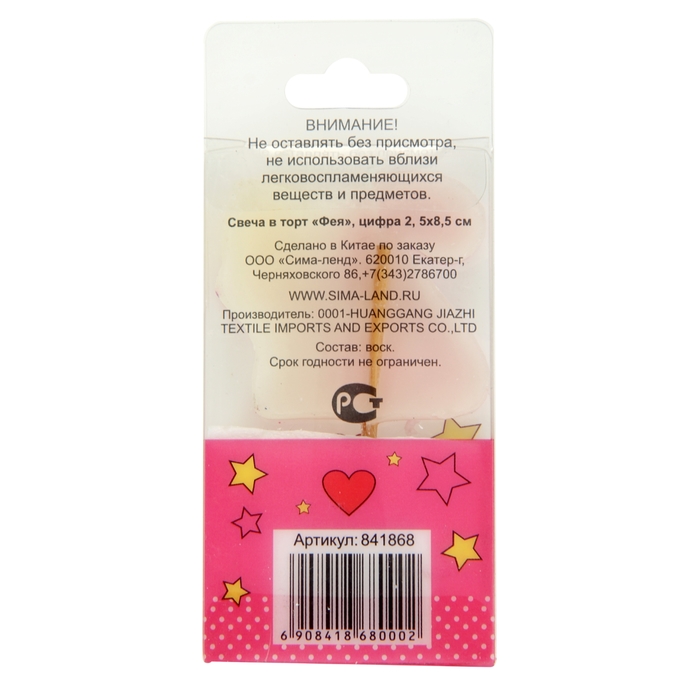 ВНИМАНИЕ!
Не оставлять без присмотра,
не использовать вблизи
легковоспламеняющихся
веществ и предметов.
Свеча в торт «Фея», цифра 2, 5х8,5 см
Сделано в Китае по заказу
ООО «Сима-ленд». 620010 Екатер-г,
Черняховского 86,+7(343)2786700
WWW.SIMA-LAND.RU
Производитель: 0001-HUANGGANG JIAZHI
TEXTILE IMPORTS AND EXPORTS CO.,LTD
Состав: воск.
Срок годности не ограничен.
РСТ
Артикул: 841868
6 908418 680002